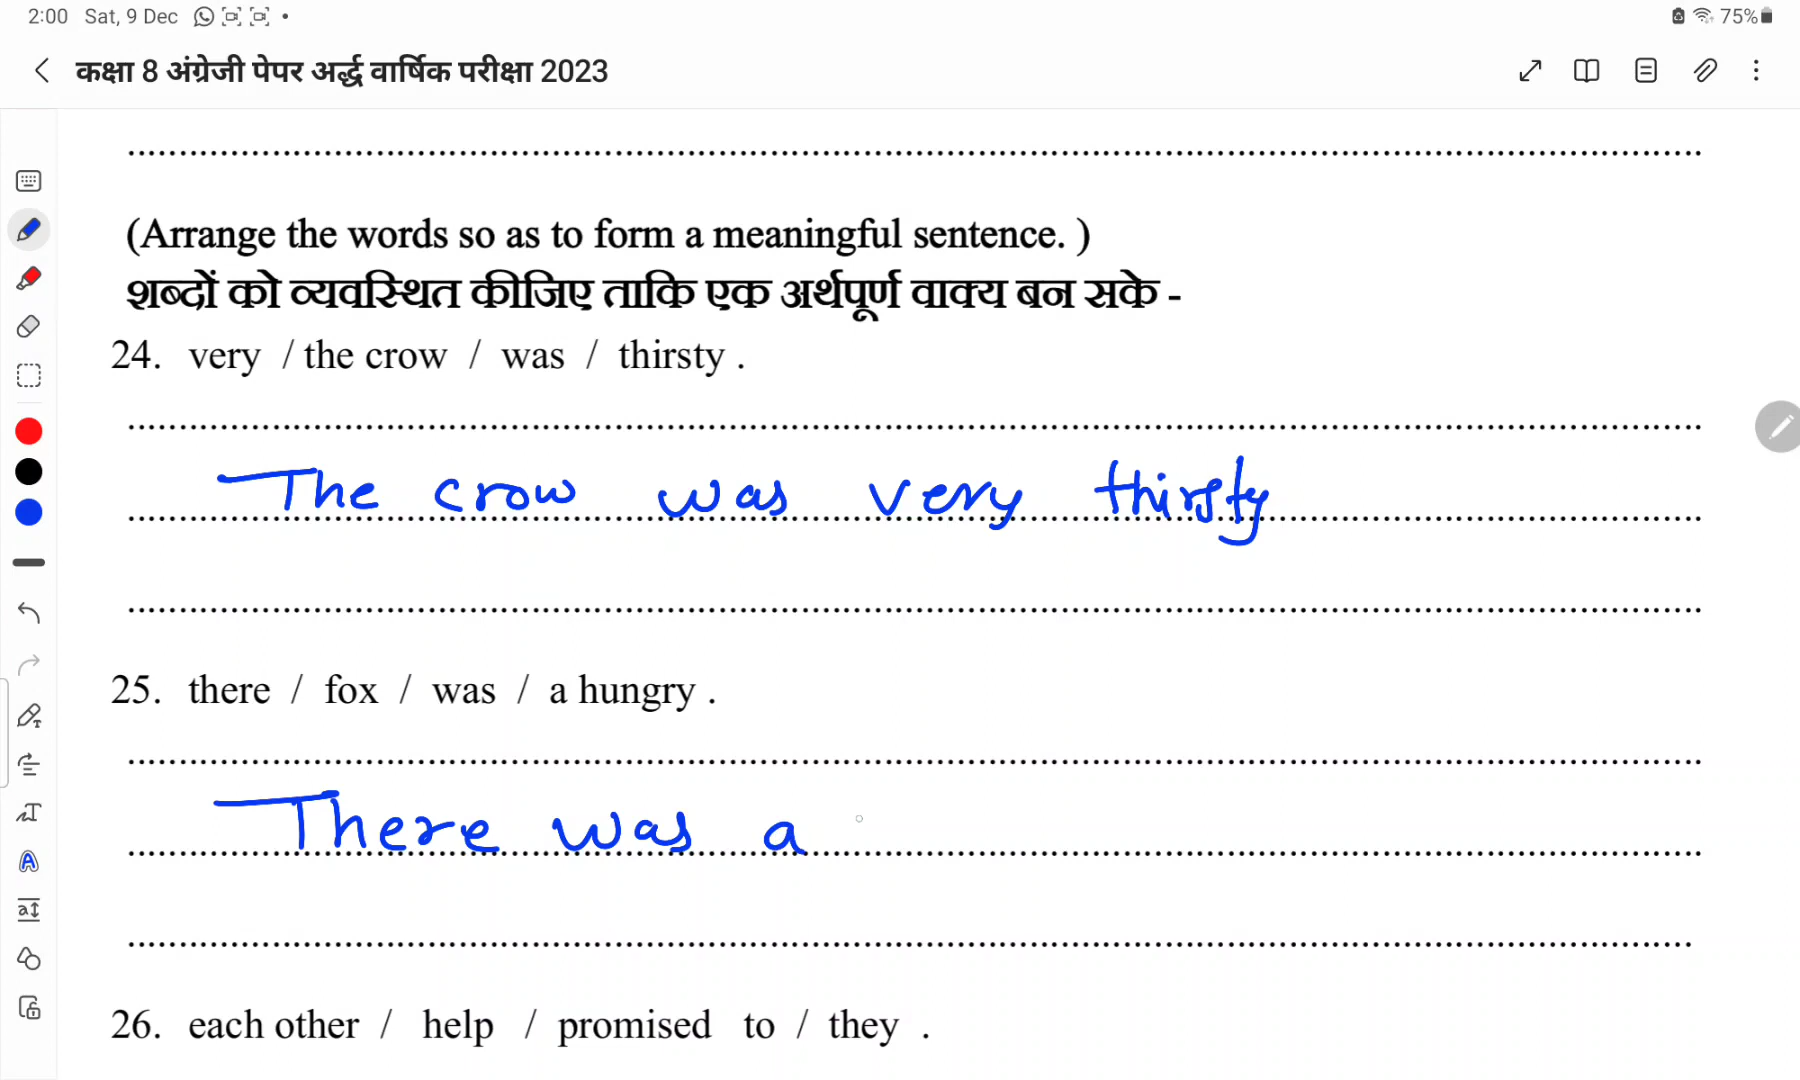 2:00 Sat, 9 Dec 75%
कक्षा 8 अंग्रेजी पेपर अर्द्ध वार्षिक परीक्षा 2023
(Arrange the words so as to form a meaningful sentence. )
शब्दों को व्यवस्थित कीजिए ताकि एक अर्थपूर्ण वाक्य बन सके -
24. very / the crow / was / thirsty .
The crow was very thirsty
25. there / fox / was / a hungry .
There was a
26. each other / help / promised to / they .